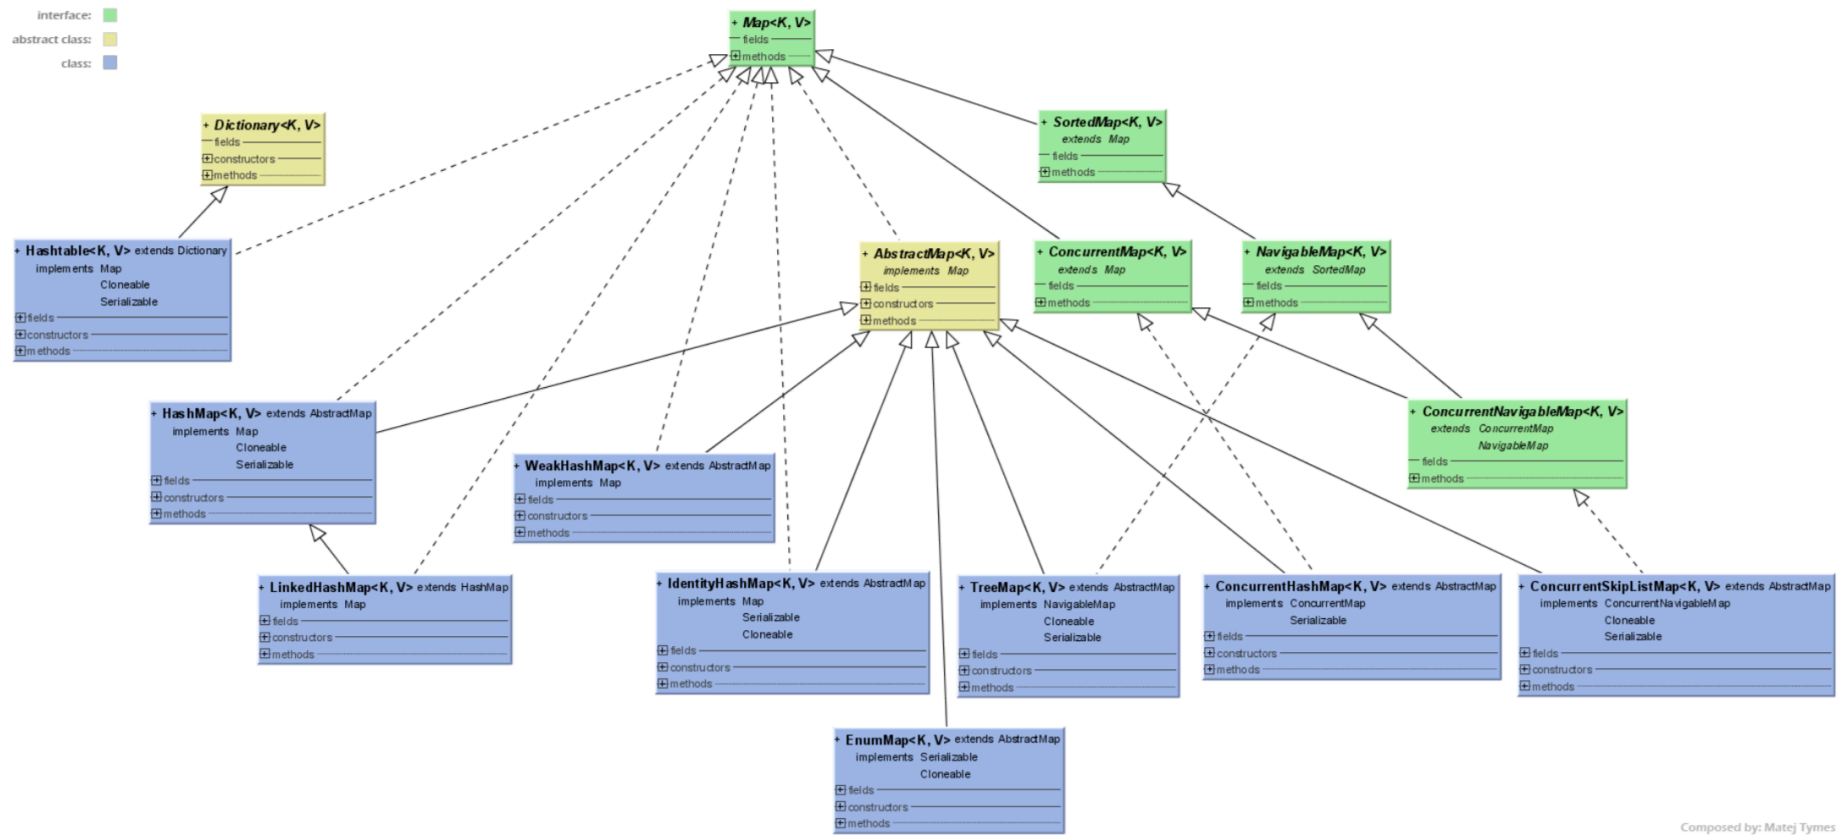 interface:
abstract class:
class:
+ Map<K, V>
fields
methods
+ Dictionary<K, V>
fields
constructors
methods
+ SortedMap<K, V>
extends Map
fields
methods
+ Hashtable<K, V> extends Dictionary
implements Map
Cloneable
Serializable
fields
constructors
methods
+ AbstractMap<K, V>
implements Map
fields
constructors
methods
+ ConcurrentMap<K, V>
extends Map
fields
methods
+ NavigableMap<K, V>
extends SortedMap
fields
methods
+ HashMap<K, V> extends AbstractMap
implements Map
Cloneable
Serializable
fields
constructors
methods
+ WeakHashMap<K, V> extends AbstractMap
implements Map
fields
constructors
methods
+ ConcurrentNavigableMap<K, V>
extends ConcurrentMap
NavigableMap
fields
methods
+ LinkedHashMap<K, V> extends HashMap
implements Map
fields
constructors
methods
+ IdentityHashMap<K, V> extends AbstractMap
implements Map
Serializable
Cloneable
fields
constructors
methods
+ TreeMap<K, V> extends AbstractMap
implements NavigableMap
Cloneable
Serializable
fields
constructors
methods
+ ConcurrentHashMap<K, V> extends AbstractMap
implements ConcurrentMap
Serializable
fields
constructors
methods
+ ConcurrentSkipListMap<K, V> extends AbstractMap
implements ConcurrentNavigableMap
Cloneable
Serializable
fields
constructors
methods
+ EnumMap<K, V> extends AbstractMap
implements Serializable
Cloneable
fields
constructors
methods
Composed by: Matej Tymes